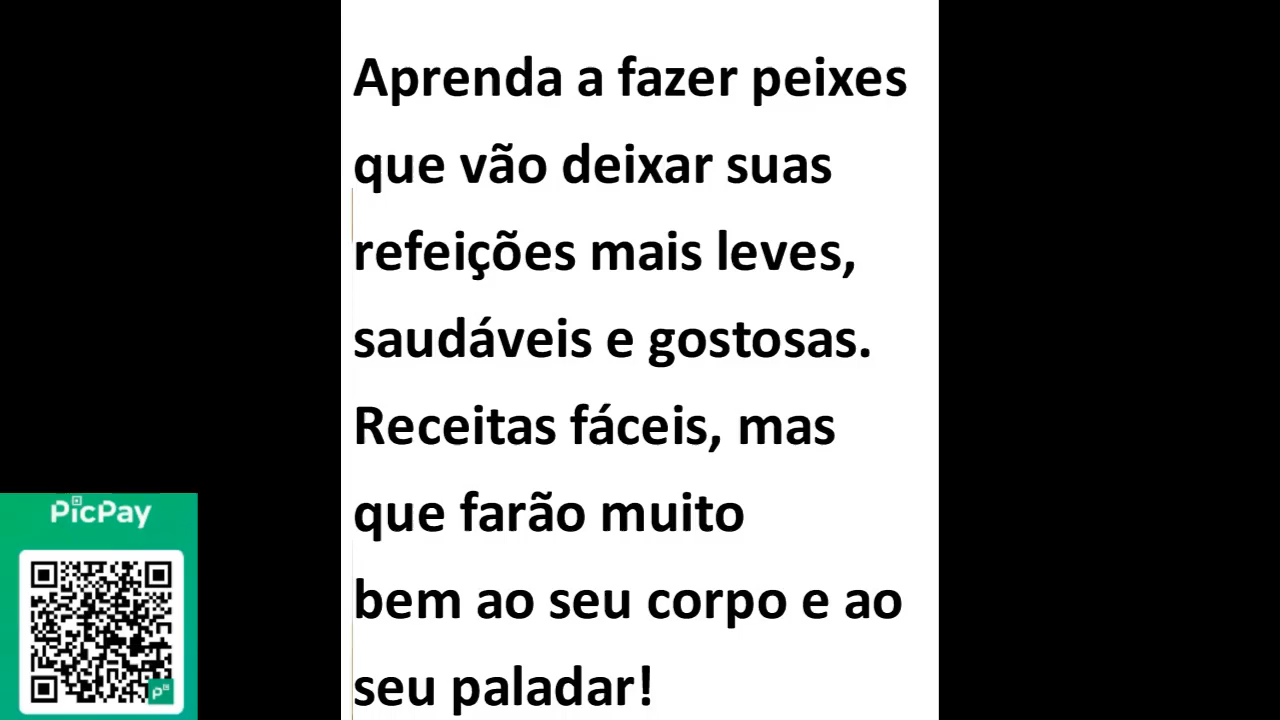 Aprenda a fazer peixes
que vão deixar suas
refeições mais leves,
saudáveis e gostosas.
Receitas fáceis, mas
que farão muito
bem ao seu corpo e ao
seu paladar!
PicPay